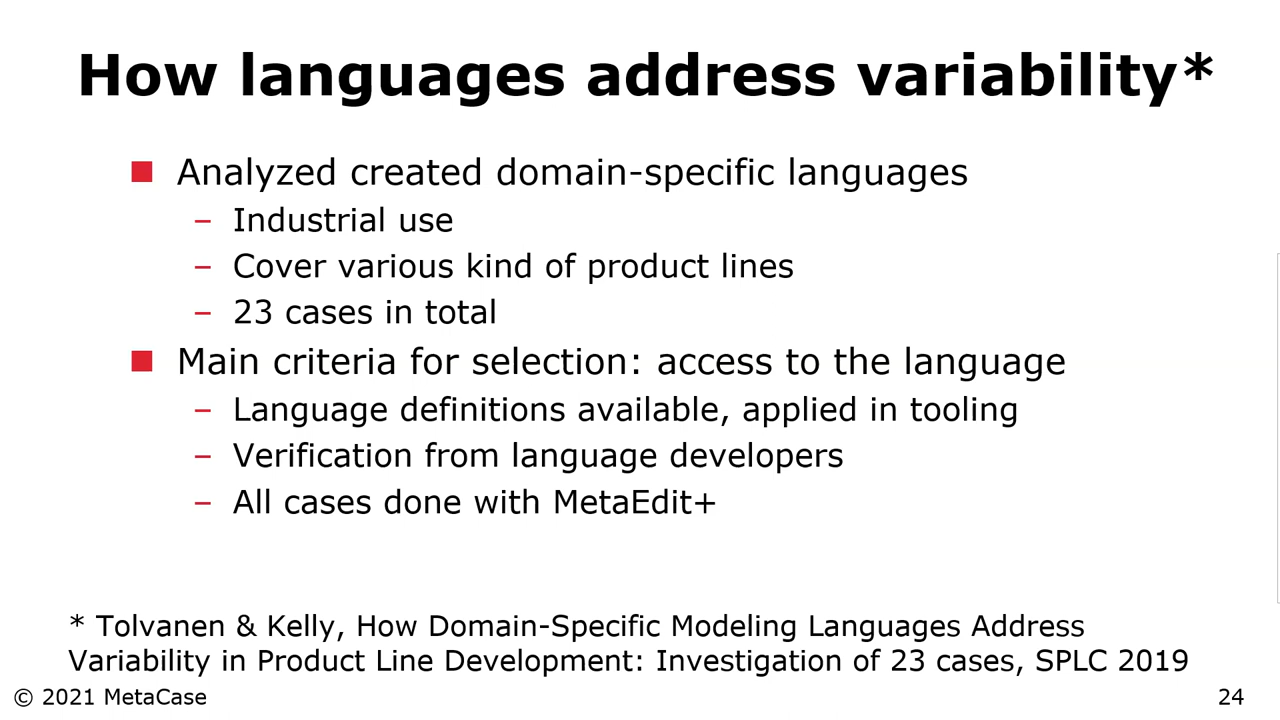 How languages address variability*
Analyzed created domain-specific languages
– Industrial use
– Cover various kind of product lines
– 23 cases in total
Main criteria for selection: access to the language
– Language definitions available, applied in tooling
– Verification from language developers
– All cases done with MetaEdit+
* Tolvanen & Kelly, How Domain-Specific Modeling Languages Address
Variability in Product Line Development: Investigation of 23 cases, SPLC 2019
© 2021 MetaCase
24